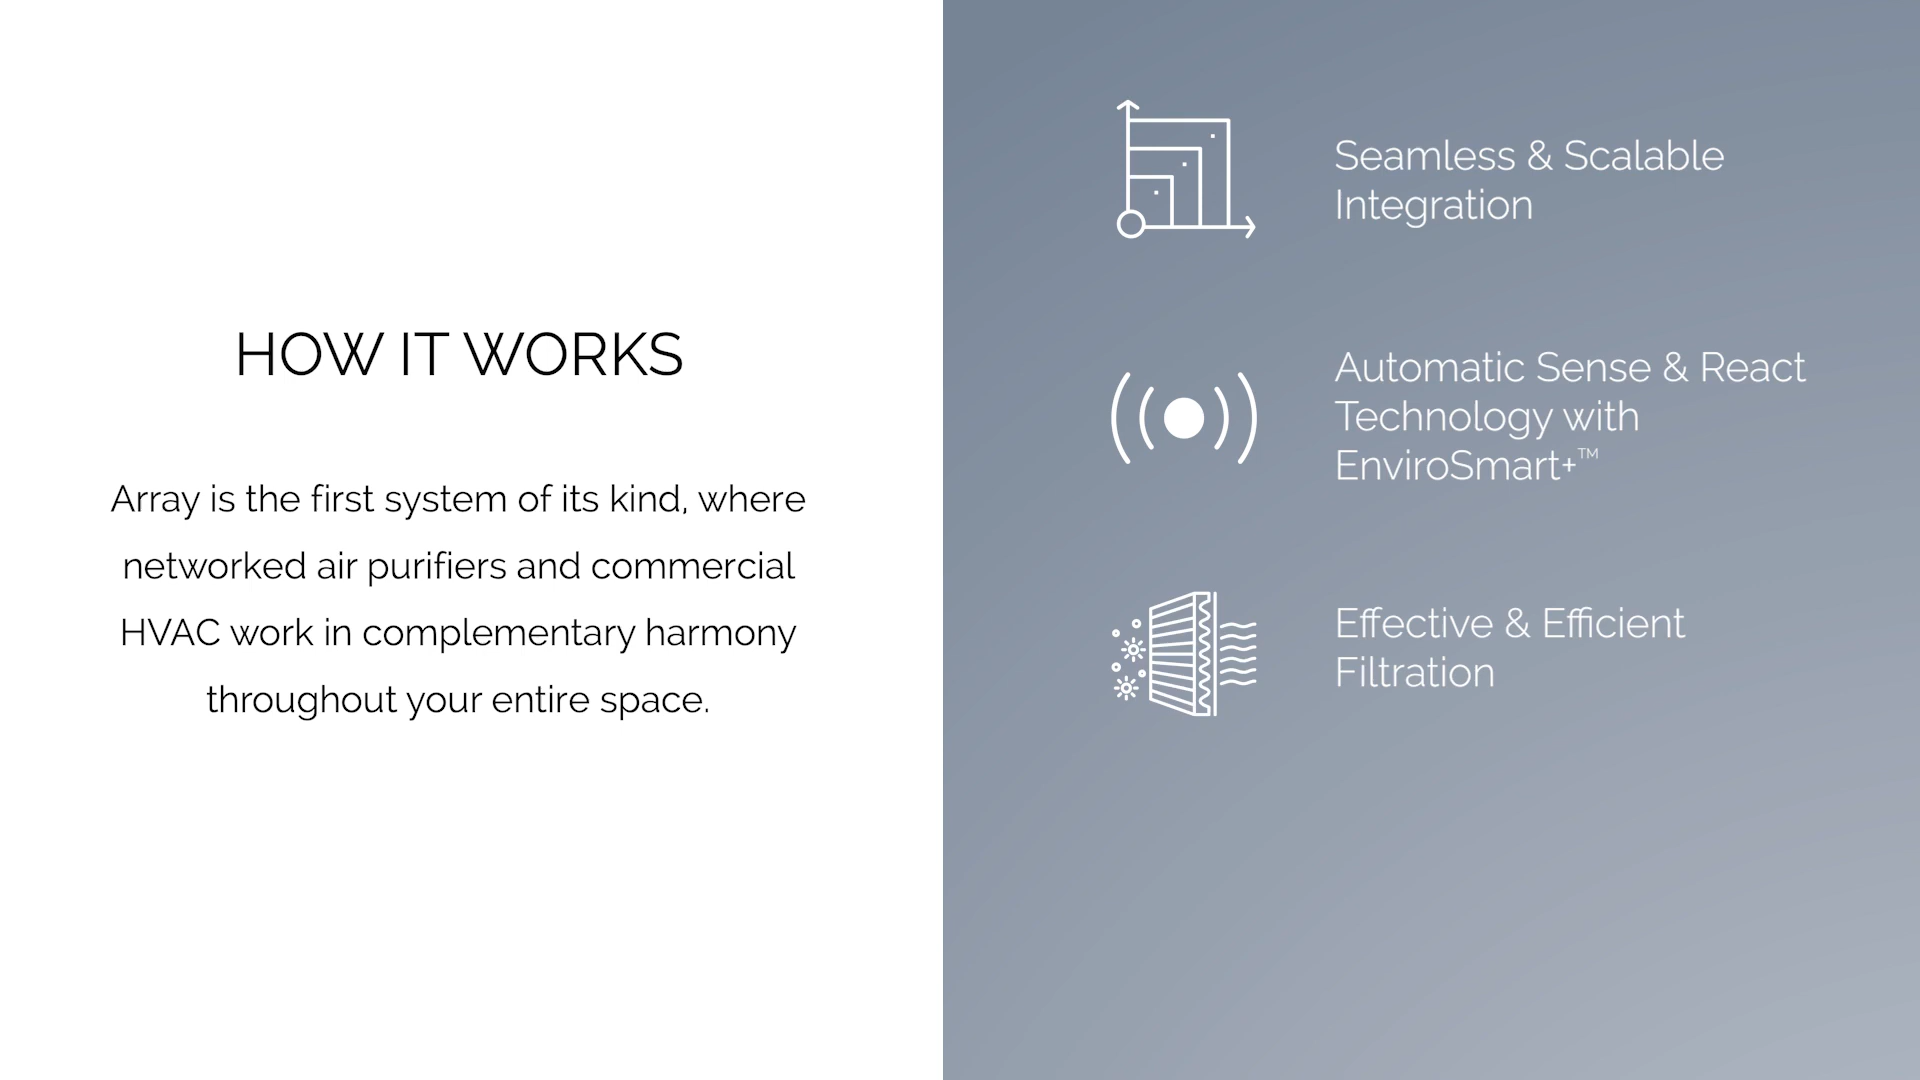 HOW IT WORKS
Array is the first system of its kind, where
networked air purifiers and commercial
HVAC work in complementary harmony
throughout your entire space.
Seamless & Scalable
Integration
Automatic Sense & React
Technology with
EnviroSmart+™
Effective & Efficient
Filtration